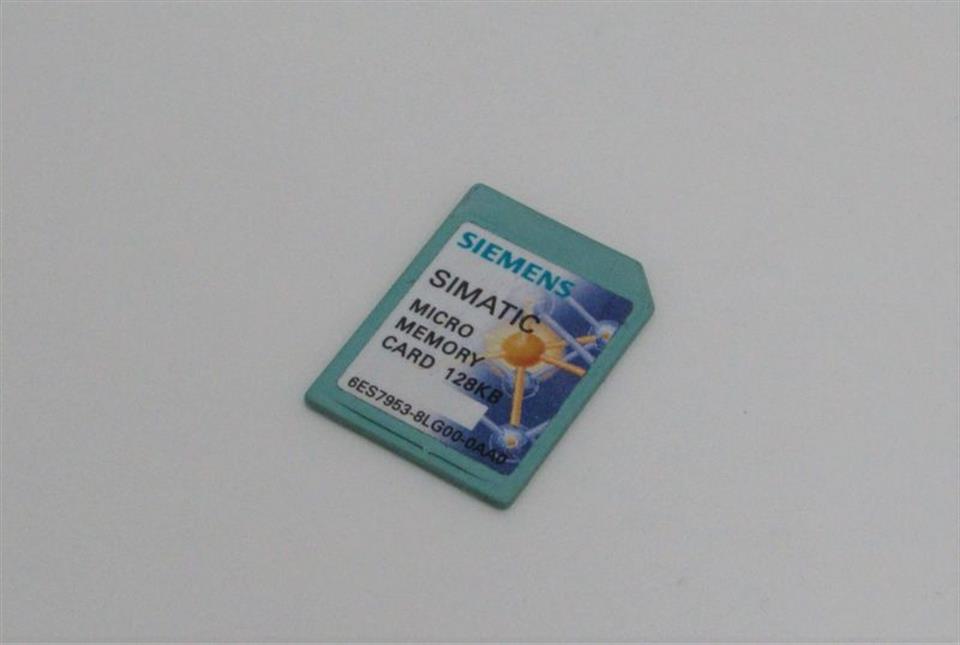 SIEMENS
SIMATIC
MICRO
MEMORY
CARD 128KB
6ES7953-8LG00-0AA0